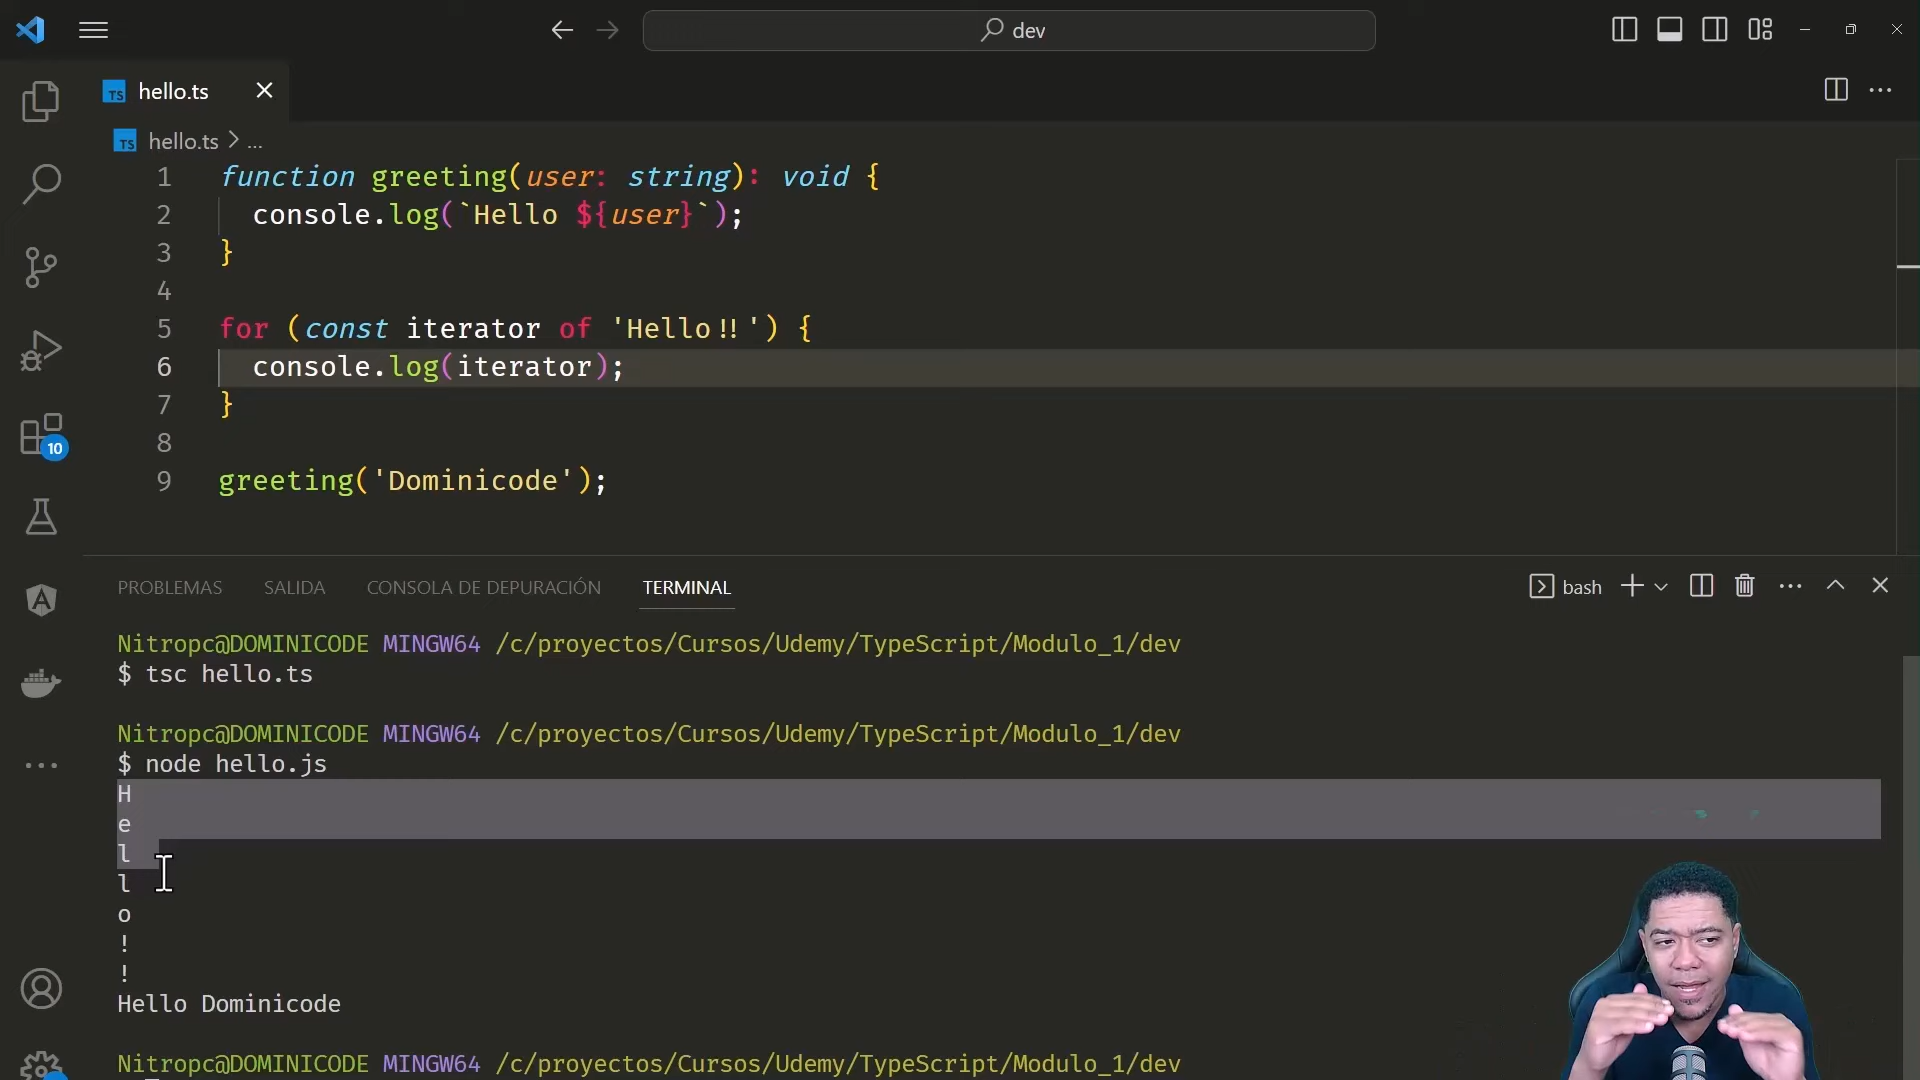 dev
TS hello.ts
TS hello.ts > ...
1 function greeting(user: string): void {
2 console.log(`Hello ${user}`);
3 }
4
5 for (const iterator of 'Hello!!') {
6 console.log(iterator);
7 }
8
9 greeting('Dominicode');
10
PROBLEMAS SALIDA CONSOLA DE DEPURACIÓN TERMINAL bash
Nitropc@DOMINICODE MINGW64 /c/proyectos/Cursos/Udemy/TypeScript/Modulo_1/dev
$ tsc hello.ts
Nitropc@DOMINICODE MINGW64 /c/proyectos/Cursos/Udemy/TypeScript/Modulo_1/dev
$ node hello.js
H
e
l
l
o
!
!
Hello Dominicode
Nitropc@DOMINICODE MINGW64 /c/proyectos/Cursos/Udemy/TypeScript/Modulo_1/dev